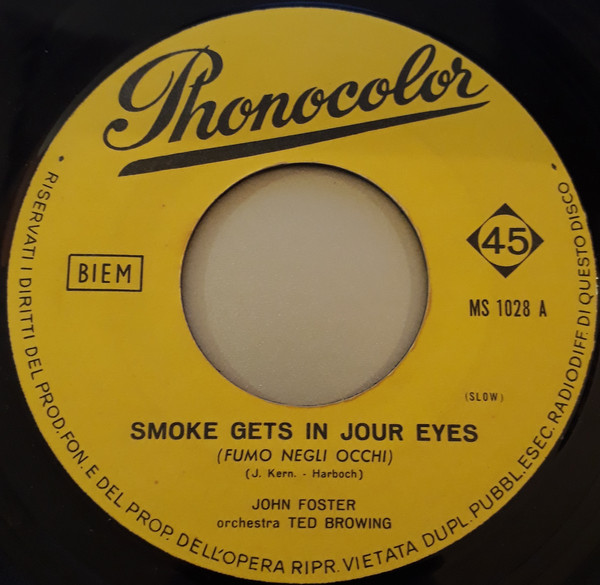 Phonocolor
BIEM
45
MS 1028 A
(SLOW)
SMOKE GETS IN JOUR EYES
(FUMO NEGLI OCCHI)
(J. Kern. - Harboch)
JOHN FOSTER
orchestra TED BROWING
RISERVATI I DIRITTI DEL PROD. FON. E DEL PROP. DELL'OPERA RIPR. VIETATA DUPL. PUBBL. ESEC. RADIODIFF. DI QUESTO DISCO